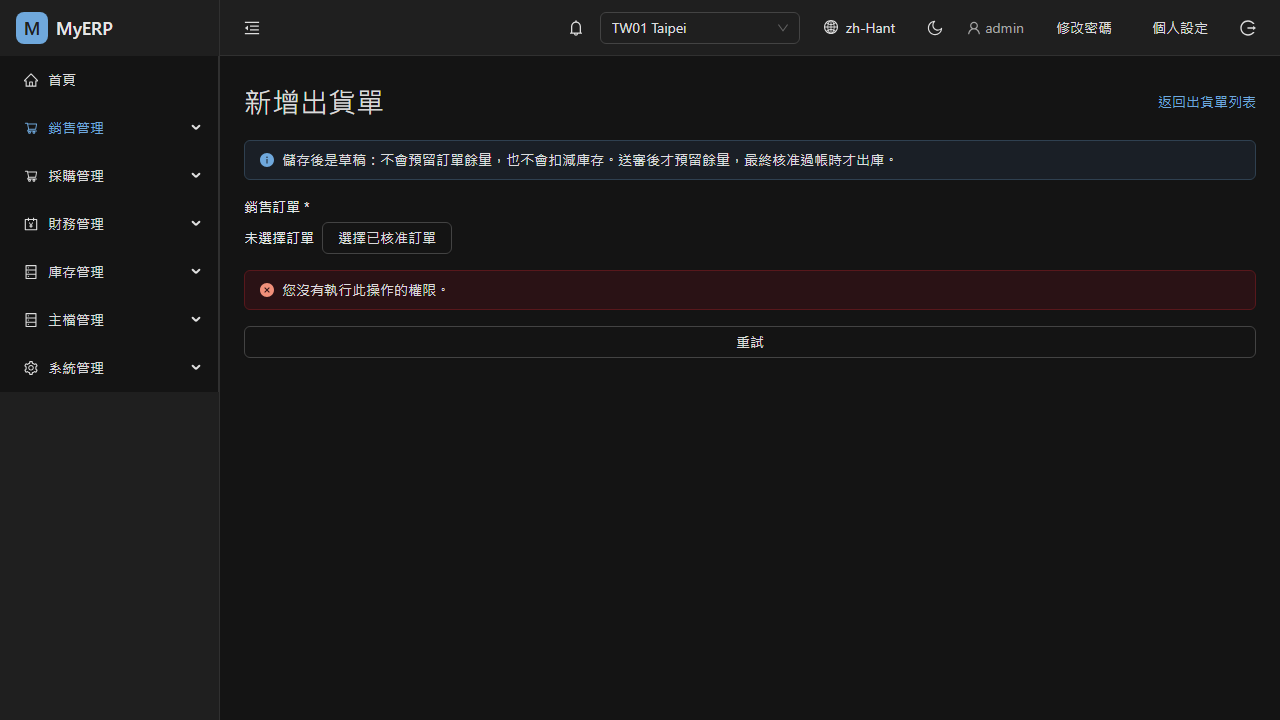 M MyERP
TW01 Taipei
zh-Hant
admin
修改密碼
個人設定
首頁
銷售管理
採購管理
財務管理
庫存管理
主檔管理
系統管理
新增出貨單
返回出貨單列表
儲存後是草稿：不會預留訂單餘量，也不會扣減庫存。送審後才預留餘量，最終核准過帳時才出庫。
銷售訂單 *
未選擇訂單 選擇已核准訂單
您沒有執行此操作的權限。
重試